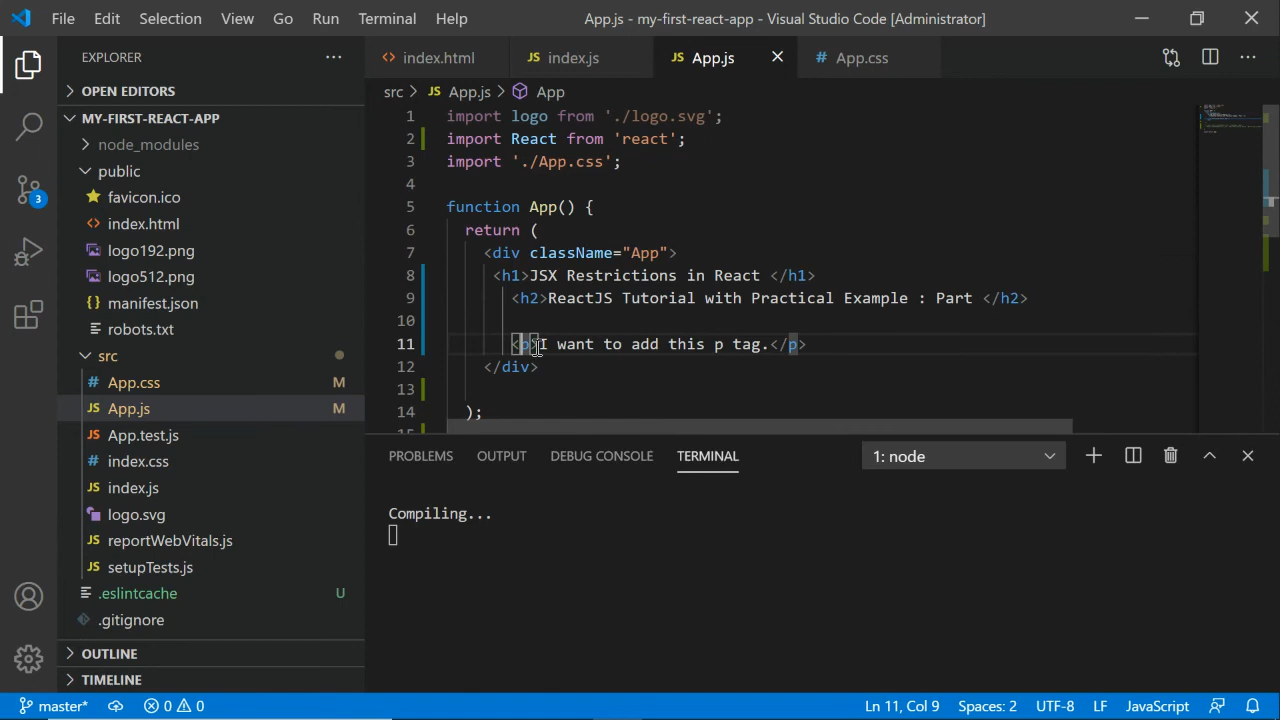 File Edit Selection View Go Run Terminal Help App.js - my-first-react-app - Visual Studio Code [Administrator]
EXPLORER
OPEN EDITORS
MY-FIRST-REACT-APP
node_modules
public
favicon.ico
index.html
logo192.png
logo512.png
manifest.json
robots.txt
src
App.css M
App.js M
App.test.js
index.css
index.js
logo.svg
reportWebVitals.js
setupTests.js
.eslintcache U
.gitignore
OUTLINE
TIMELINE
index.html JS index.js JS App.js # App.css
src > JS App.js > App
1 import logo from './logo.svg';
2 import React from 'react';
3 import './App.css';
4
5 function App() {
6 return (
7 <div className="App">
8 <h1>JSX Restrictions in React </h1>
9 <h2>ReactJS Tutorial with Practical Example : Part </h2>
10
11 <p>I want to add this p tag.</p>
12 </div>
13
14 );
PROBLEMS OUTPUT DEBUG CONSOLE TERMINAL 1: node
Compiling...
master* 0 0 Ln 11, Col 9 Spaces: 2 UTF-8 LF JavaScript